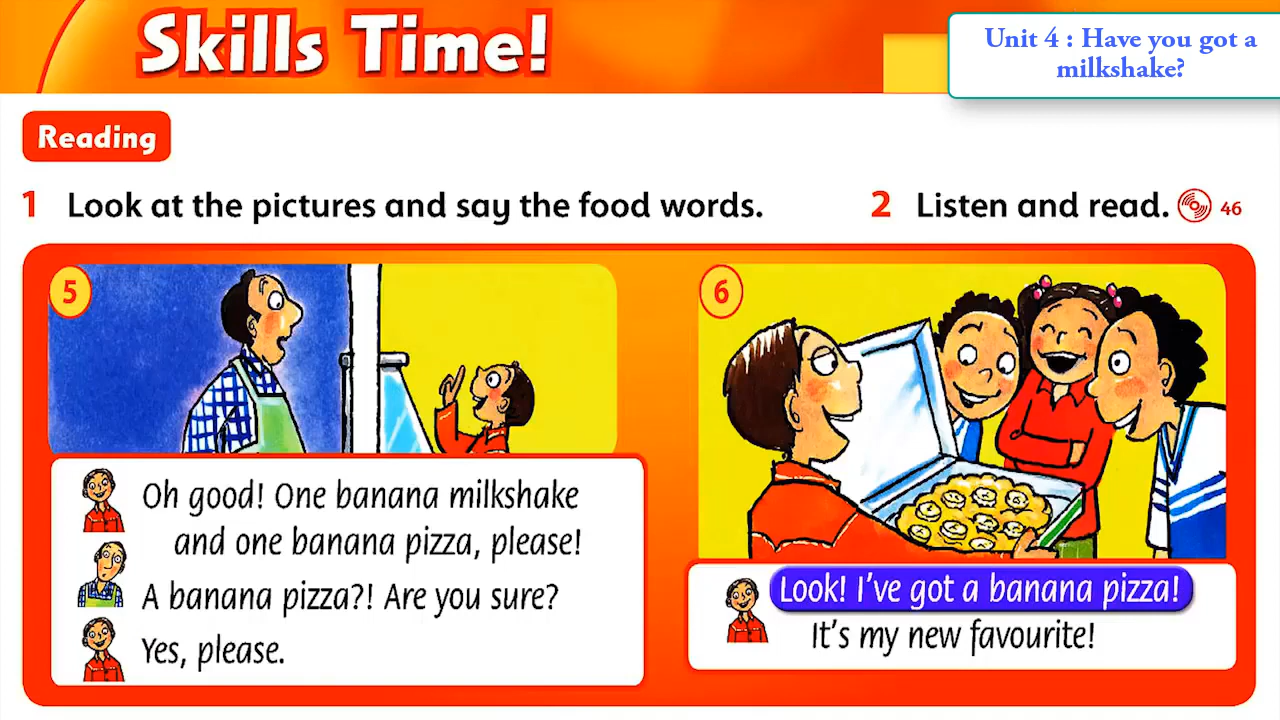 Skills Time!
Unit 4 : Have you got a
milkshake?
Reading
1 Look at the pictures and say the food words.
2 Listen and read. 46
5
Oh good! One banana milkshake
and one banana pizza, please!
A banana pizza?! Are you sure?
Yes, please.
6
Look! I've got a banana pizza!
It's my new favourite!